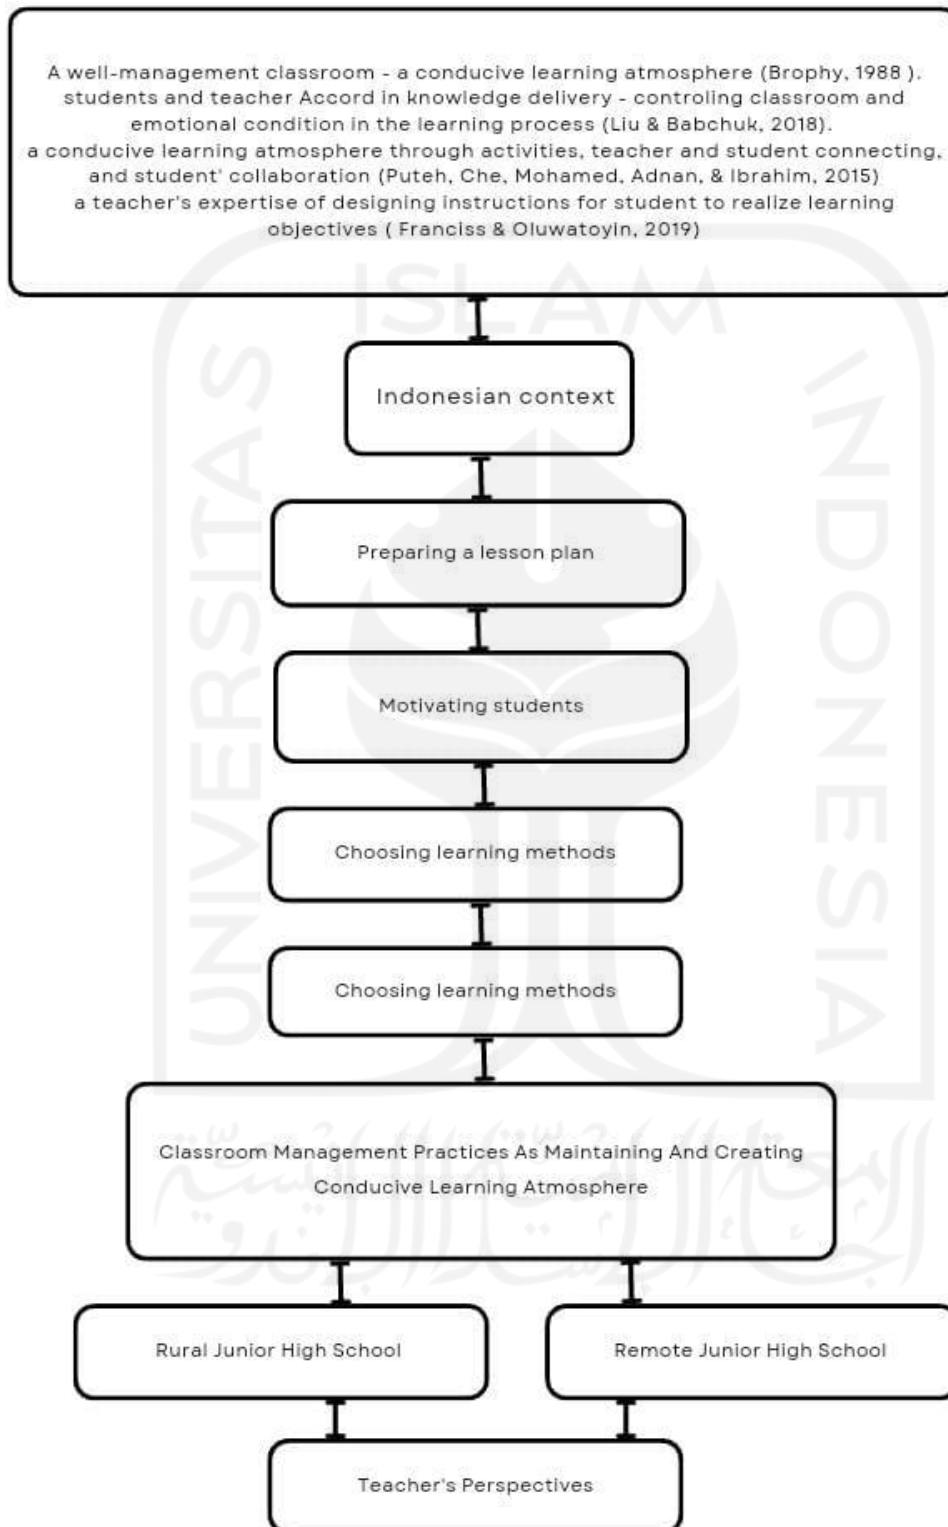 A well-management classroom - a conducive learning atmosphere (Brophy, 1988 ).
students and teacher Accord in knowledge delivery - controling classroom and
emotional condition in the learning process (Liu & Babchuk, 2018).
a conducive learning atmosphere through activities, teacher and student connecting,
and student' collaboration (Puteh, Che, Mohamed, Adnan, & Ibrahim, 2015)
a teacher's expertise of designing instructions for student to realize learning
objectives ( Franciss & Oluwatoyin, 2019)
ISLAM
UNIVERSITAS
INDONESIA
Indonesian context
Preparing a lesson plan
Motivating students
Choosing learning methods
Choosing learning methods
Classroom Management Practices As Maintaining And Creating
Conducive Learning Atmosphere
Rural Junior High School
Remote Junior High School
Teacher's Perspectives